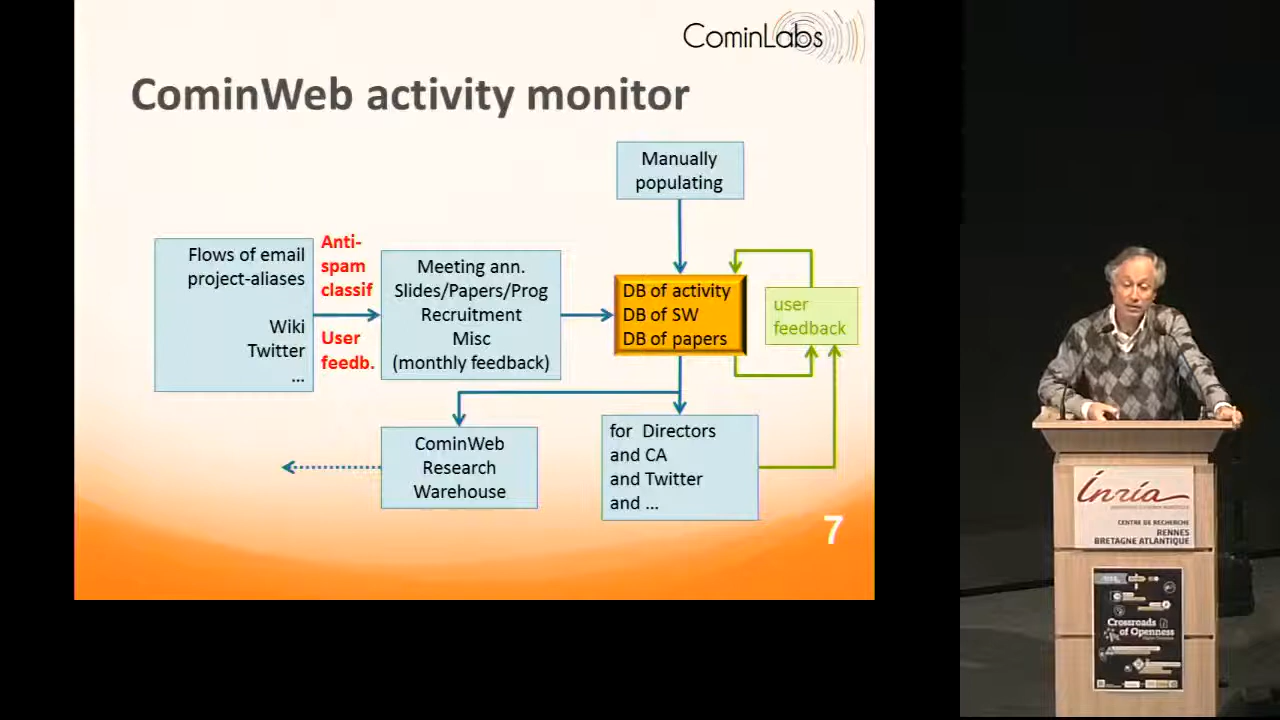 CominLabs
CominWeb activity monitor
Manually
populating
Flows of email
project-aliases
Wiki
Twitter
...
Anti-
spam
classif
User
feedb.
Meeting ann.
Slides/Papers/Prog
Recruitment
Misc
(monthly feedback)
DB of activity
DB of SW
DB of papers
user
feedback
CominWeb
Research
Warehouse
for Directors
and CA
and Twitter
and ...
7
Inria
CENTRE DE RECHERCHE
RENNES
BRETAGNE ATLANTIQUE
Crossroads
of Openness